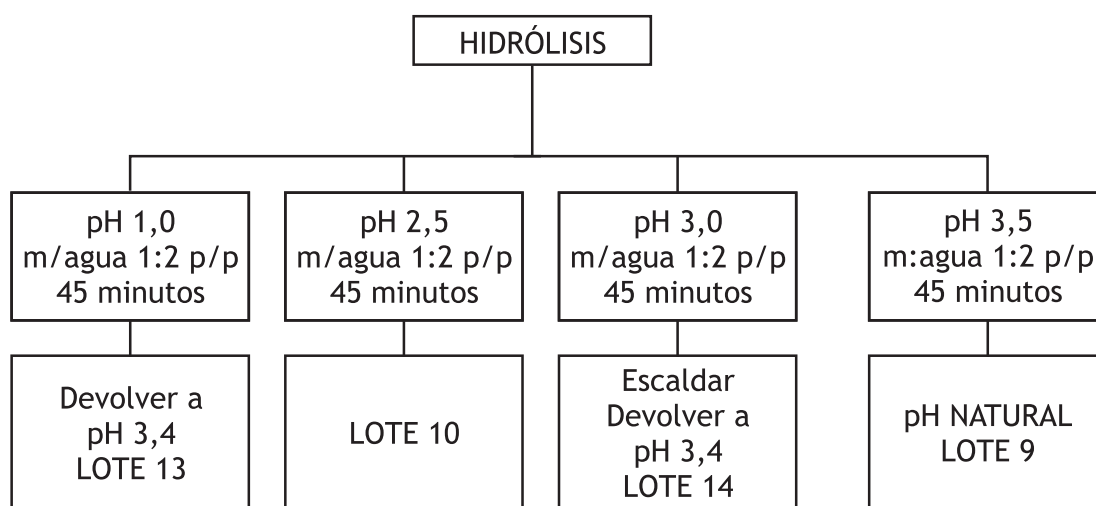 HIDRÓLISIS
pH 1,0
m/agua 1:2 p/p
45 minutos
pH 2,5
m/agua 1:2 p/p
45 minutos
pH 3,0
m/agua 1:2 p/p
45 minutos
pH 3,5
m:agua 1:2 p/p
45 minutos
Devolver a
pH 3,4
LOTE 13
LOTE 10
Escaldar
Devolver a
pH 3,4
LOTE 14
pH NATURAL
LOTE 9